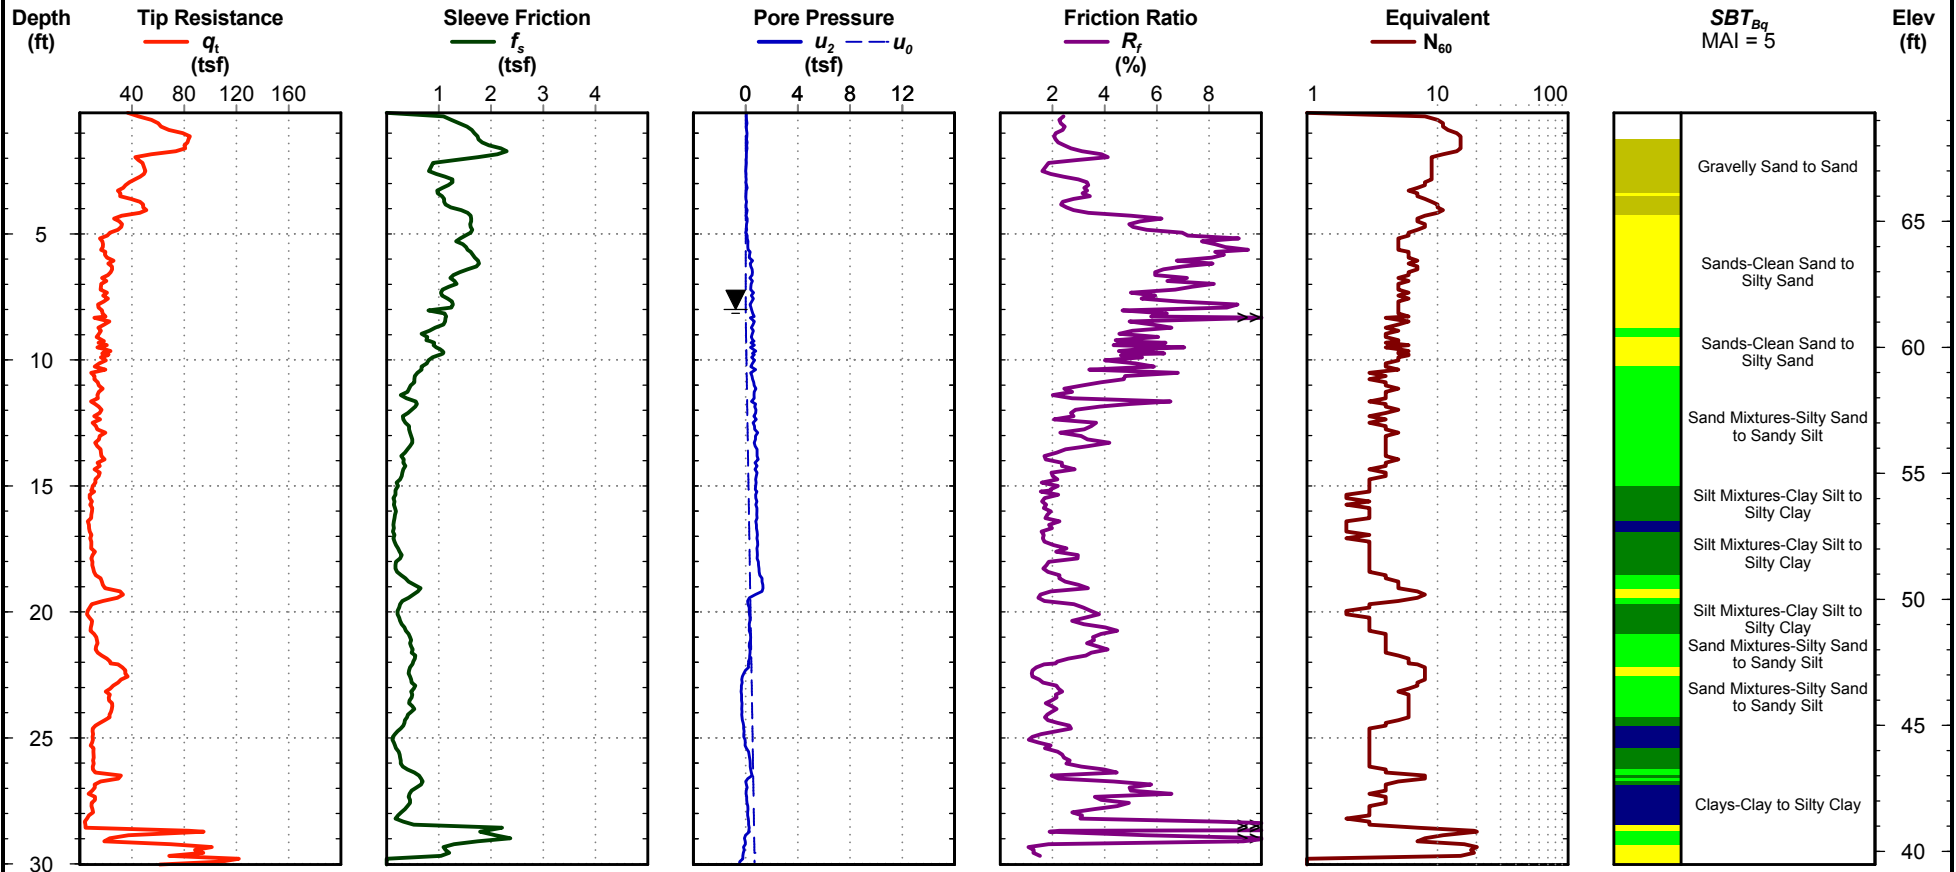 Depth
(ft)
Tip Resistance
qt
(tsf)
Sleeve Friction
fs
(tsf)
Pore Pressure
u2 u0
(tsf)
Friction Ratio
Rf
(%)
Equivalent
N60
SBTBq
MAI = 5
Elev
(ft)
40 80 120 160
1 2 3 4
0 4 8 12
2 4 6 8
1 10 100
5
10
15
20
25
30
Gravelly Sand to Sand
Sands-Clean Sand to
Silty Sand
Sands-Clean Sand to
Silty Sand
Sand Mixtures-Silty Sand
to Sandy Silt
Silt Mixtures-Clay Silt to
Silty Clay
Silt Mixtures-Clay Silt to
Silty Clay
Silt Mixtures-Clay Silt to
Silty Clay
Sand Mixtures-Silty Sand
to Sandy Silt
Sand Mixtures-Silty Sand
to Sandy Silt
Clays-Clay to Silty Clay
65
60
55
50
45
40